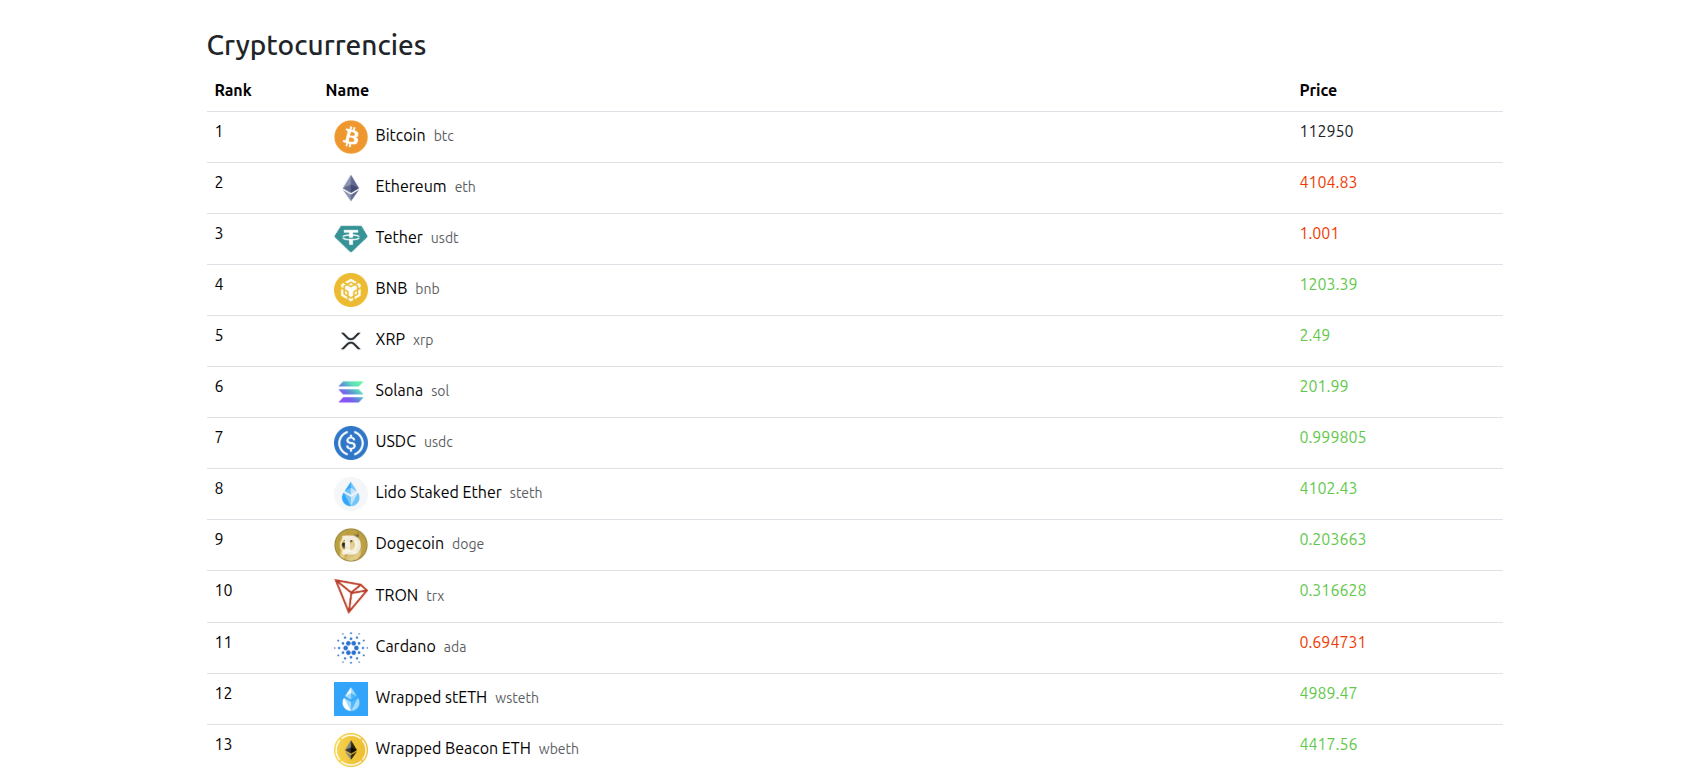 Cryptocurrencies
Rank Name Price
1 Bitcoin btc 112950
2 Ethereum eth 4104.83
3 Tether usdt 1.001
4 BNB bnb 1203.39
5 XRP xrp 2.49
6 Solana sol 201.99
7 USDC usdc 0.999805
8 Lido Staked Ether steth 4102.43
9 Dogecoin doge 0.203663
10 TRON trx 0.316628
11 Cardano ada 0.694731
12 Wrapped stETH wsteth 4989.47
13 Wrapped Beacon ETH wbeth 4417.56